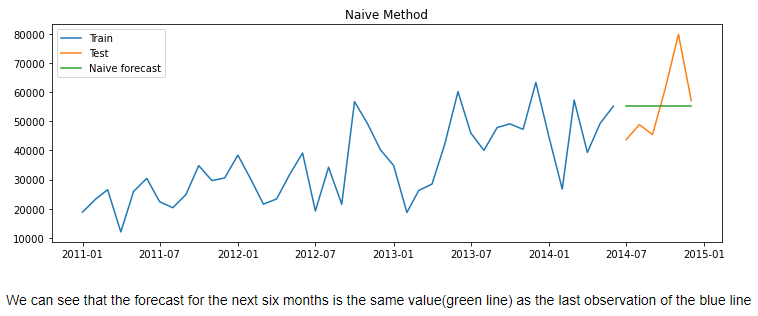 Naive Method
80000
Train
Test
Naive forecast
70000
60000
50000
40000
30000
20000
10000
2011-01 2011-07 2012-01 2012-07 2013-01 2013-07 2014-01 2014-07 2015-01
We can see that the forecast for the next six months is the same value(green line) as the last observation of the blue line